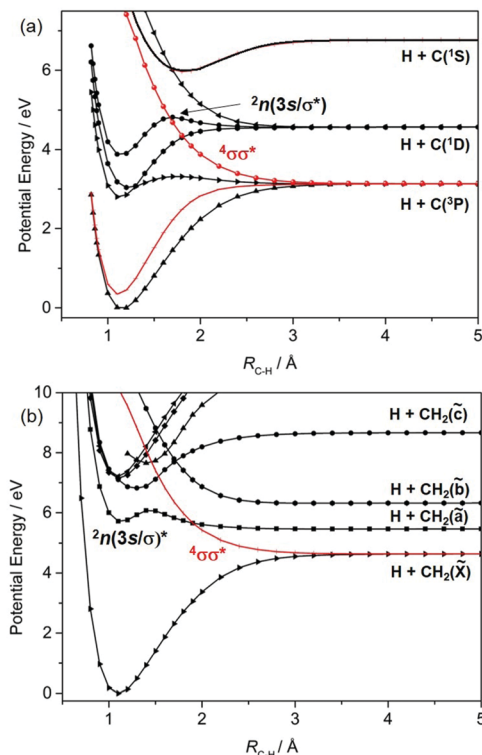 (a)
H + C(¹S)
²n(3s/σ*)
H + C(¹D)
⁴σσ*
H + C(³P)
Potential Energy / eV
6
4
2
0
1 2 3 4 5
R_C-H / Å
(b)
10
8
6
4
2
0
Potential Energy / eV
H + CH₂(c̃)
H + CH₂(b̃)
H + CH₂(ã)
²n(3s/σ)*
⁴σσ*
H + CH₂(X̃)
0 1 2 3 4 5
R_C-H / Å